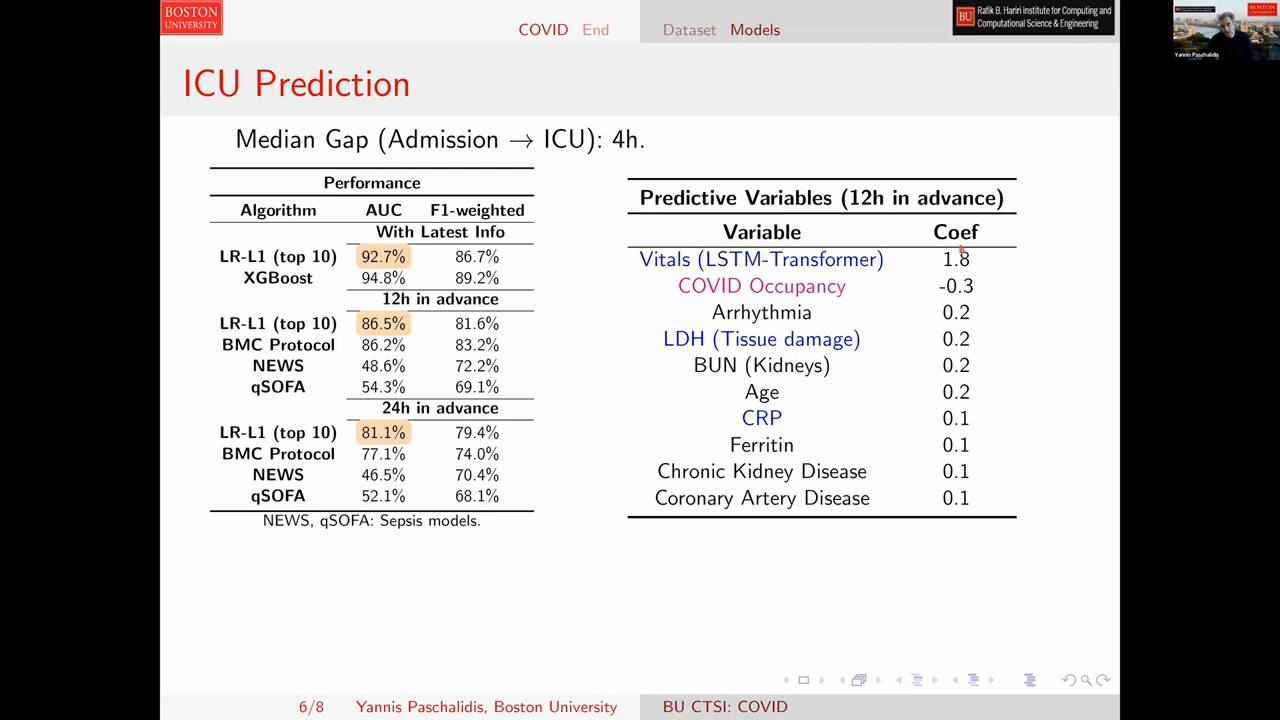 BOSTON
UNIVERSITY
COVID End Dataset Models
BU Rafik B. Hariri Institute for Computing and
Computational Science & Engineering
BOSTON
Yannis Paschalidis
ICU Prediction
Median Gap (Admission → ICU): 4h.
Performance
Algorithm AUC F1-weighted
With Latest Info
LR-L1 (top 10) 92.7% 86.7%
XGBoost 94.8% 89.2%
12h in advance
LR-L1 (top 10) 86.5% 81.6%
BMC Protocol 86.2% 83.2%
NEWS 48.6% 72.2%
qSOFA 54.3% 69.1%
24h in advance
LR-L1 (top 10) 81.1% 79.4%
BMC Protocol 77.1% 74.0%
NEWS 46.5% 70.4%
qSOFA 52.1% 68.1%
NEWS, qSOFA: Sepsis models.
Predictive Variables (12h in advance)
Variable Coef
Vitals (LSTM-Transformer) 1.8
COVID Occupancy -0.3
Arrhythmia 0.2
LDH (Tissue damage) 0.2
BUN (Kidneys) 0.2
Age 0.2
CRP 0.1
Ferritin 0.1
Chronic Kidney Disease 0.1
Coronary Artery Disease 0.1
6/8 Yannis Paschalidis, Boston University BU CTSI: COVID